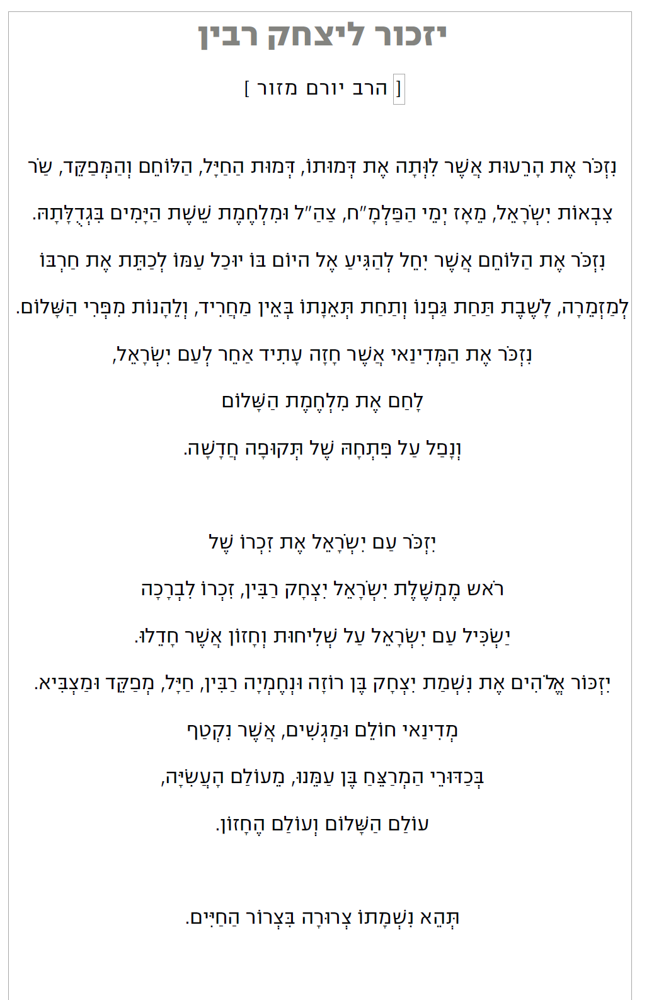 יזכור ליצחק רבין
[ הרב יורם מזור ]
נִזְכֹּר אֶת הָרֵעוּת אֲשֶׁר לִוְּתָה אֶת דְּמוּתוֹ, דְּמוּת הַחַיָּל, הַלּוֹחֵם וְהַמְּפַקֵּד, שַׂר
צִבְאוֹת יִשְׂרָאֵל, מֵאָז יְמֵי הַפַּלְמָ״ח, צַהַ״ל וּמִלְחֶמֶת שֵׁשֶׁת הַיָּמִים בִּגְדֻלָּתָהּ.
נִזְכֹּר אֶת הַלּוֹחֵם אֲשֶׁר יִחֵל לְהַגִּיעַ אֶל היוֹם בּוֹ יוּכַל עַמּוֹ לְכַתֵּת אֶת חַרְבּוֹ
לְמַזְמֵרָה, לָשֶׁבֶת תַּחַת גַּפְנוֹ וְתַחַת תְּאֵנָתוֹ בְּאֵין מַחֲרִיד, וְלֵהָנוֹת מִפְּרִי הַשָּׁלוֹם.
נִזְכֹּר אֶת הַמְּדִינַאי אֲשֶׁר חָזָה עָתִיד אַחֵר לְעַם יִשְׂרָאֵל,
לָחַם אֶת מִלְחֶמֶת הַשָּׁלוֹם
וְנָפַל עַל פִּתְחָהּ שֶׁל תְּקוּפָה חֲדָשָׁה.
יִזְכֹּר עַם יִשְׂרָאֵל אֶת זִכְרוֹ שֶׁל
רֹאש מֶמְשֶׁלֶת יִשְׂרָאֵל יִצְחָק רַבִּין, זִכְרוֹ לִבְרָכָה
יַשְׂכִּיל עַם יִשְׂרָאֵל עַל שְׁלִיחוּת וְחָזוֹן אֲשֶׁר חָדֵלוּ.
יִזְכּוֹר אֱלֹהִים אֶת נִשְׁמַת יִצְחָק בֶּן רוֹזָה וּנְחֶמְיָה רַבִּין, חַיָּל, מְפַקֵּד וּמַצְבִּיא.
מְדִינַאי חוֹלֵם וּמַגְשִׁים, אֲשֶׁר נִקְטַף
בְּכַדּוּרֵי הַמְרַצֵּחַ בֶּן עַמֵּנוּ, מֵעוֹלַם הָעֲשִׂיָּה,
עוֹלַם הַשָּׁלוֹם וְעוֹלַם הֶחָזוֹן.
תְּהֵא נִשְׁמָתוֹ צְרוּרָה בִּצְרוֹר הַחַיִּים.